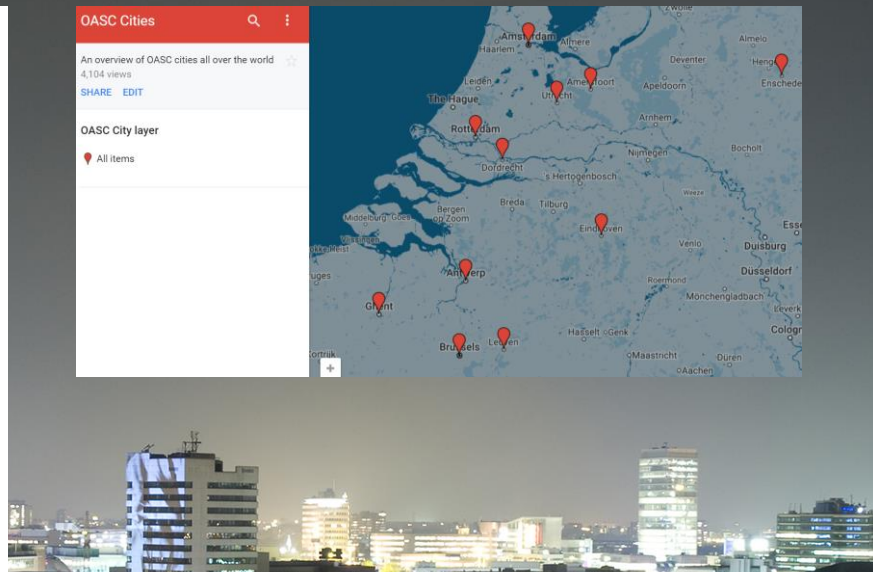 OASC Cities
An overview of OASC cities all over the world
4,104 views
SHARE EDIT
OASC City layer
All items
Zwolle
Amsterdam
Almere
Almelo
Haarlem
Deventer
Enschede
Leiden
Amersfoort
Apeldoorn
The Hague
Utrecht
Arnhem
Rotterdam
Nijmegen
Bocholt
Dordrecht
's Hertogenbosch
Weeze
Breda
Tilburg
Bergen
op Zoom
Middelburg
Goes
Eindhoven
Vlissingen
Venlo
Duisburg
Düsseldorf
Antwerp
Roermond
Mönchengladbach
Ghent
Hasselt
Genk
Brussels
Leuven
Maastricht
Düren
Aachen
+